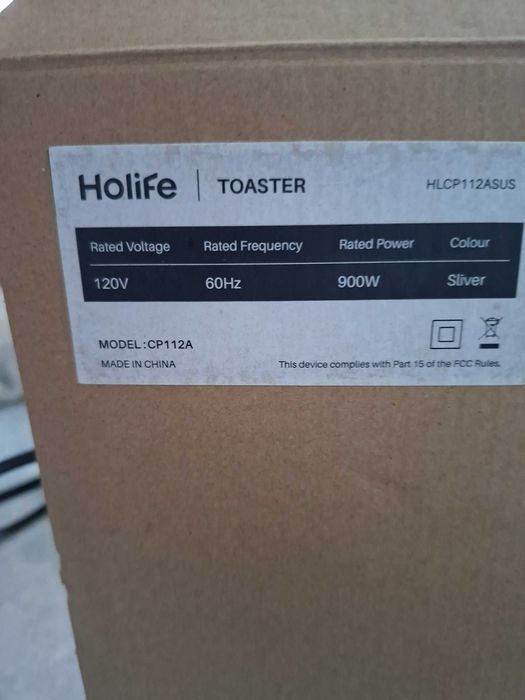 Holife | TOASTER HLCP112ASUS
Rated Voltage Rated Frequency Rated Power Colour
120V 60Hz 900W Sliver
MODEL:CP112A
MADE IN CHINA This device complies with Part 15 of the FCC Rules.